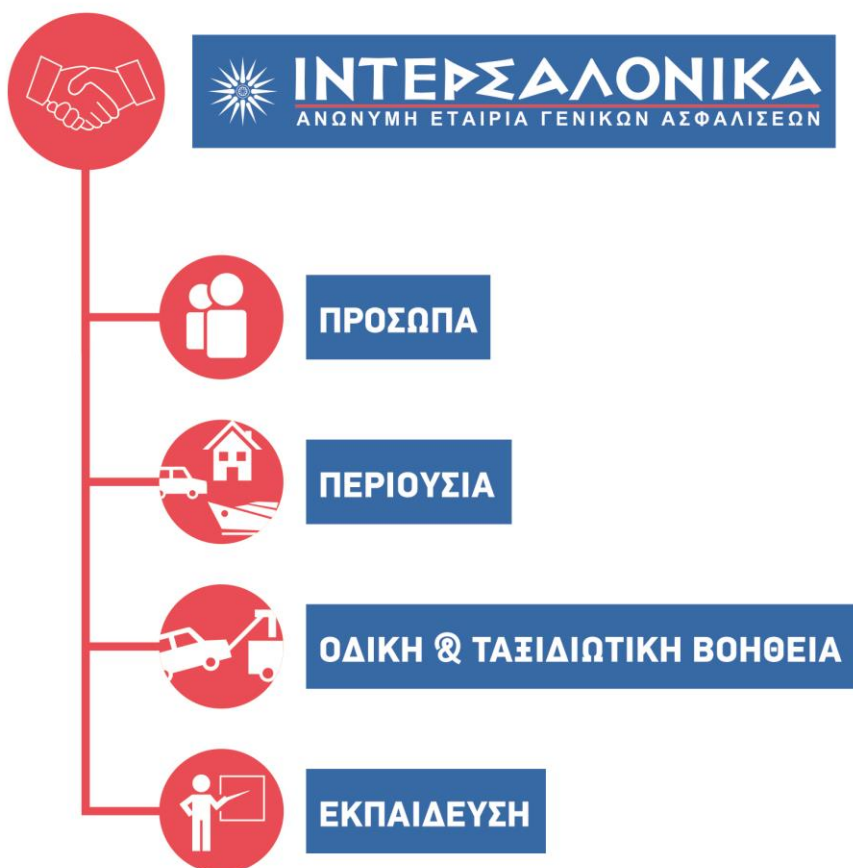 ΙΝΤΕΡΣΑΛΟΝΙΚΑ
ΑΝΩΝΥΜΗ ΕΤΑΙΡΙΑ ΓΕΝΙΚΩΝ ΑΣΦΑΛΙΣΕΩΝ
ΠΡΟΣΩΠΑ
ΠΕΡΙΟΥΣΙΑ
ΟΔΙΚΗ & ΤΑΞΙΔΙΩΤΙΚΗ ΒΟΗΘΕΙΑ
ΕΚΠΑΙΔΕΥΣΗ